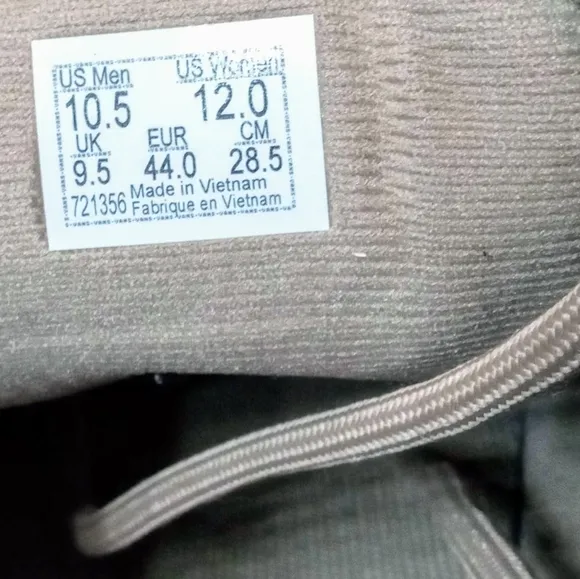 US Men US Women
10.5 12.0
UK EUR CM
9.5 44.0 28.5
721356 Made in Vietnam
Fabrique en Vietnam